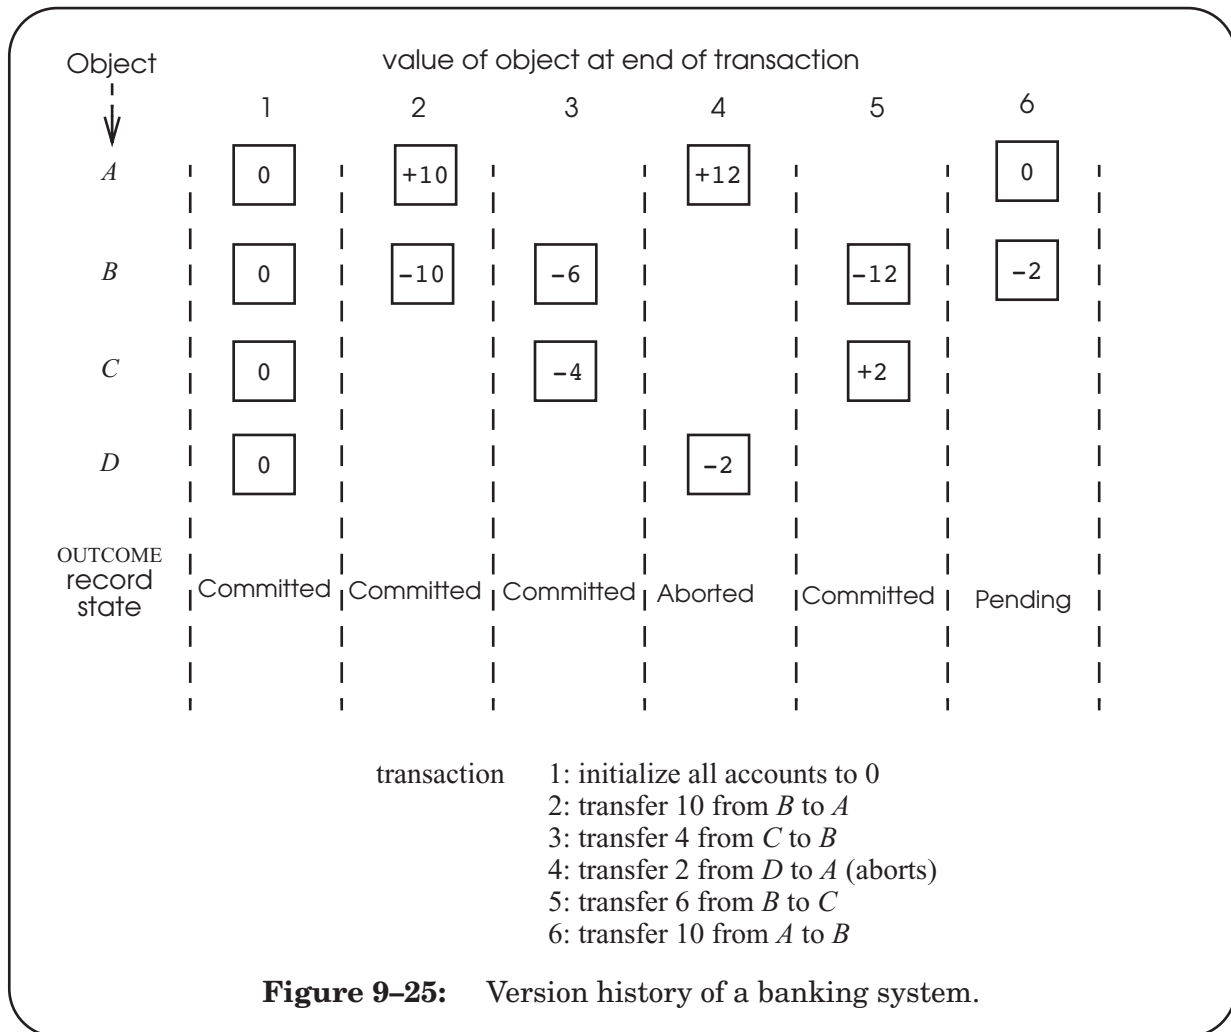 Object
value of object at end of transaction
1 2 3 4 5 6
A 0 +10 +12 0
B 0 –10 –6 –12 –2
C 0 –4 +2
D 0 –2
OUTCOME
record
state
Committed Committed Committed Aborted Committed Pending
transaction 1: initialize all accounts to 0
2: transfer 10 from B to A
3: transfer 4 from C to B
4: transfer 2 from D to A (aborts)
5: transfer 6 from B to C
6: transfer 10 from A to B
Figure 9–25: Version history of a banking system.